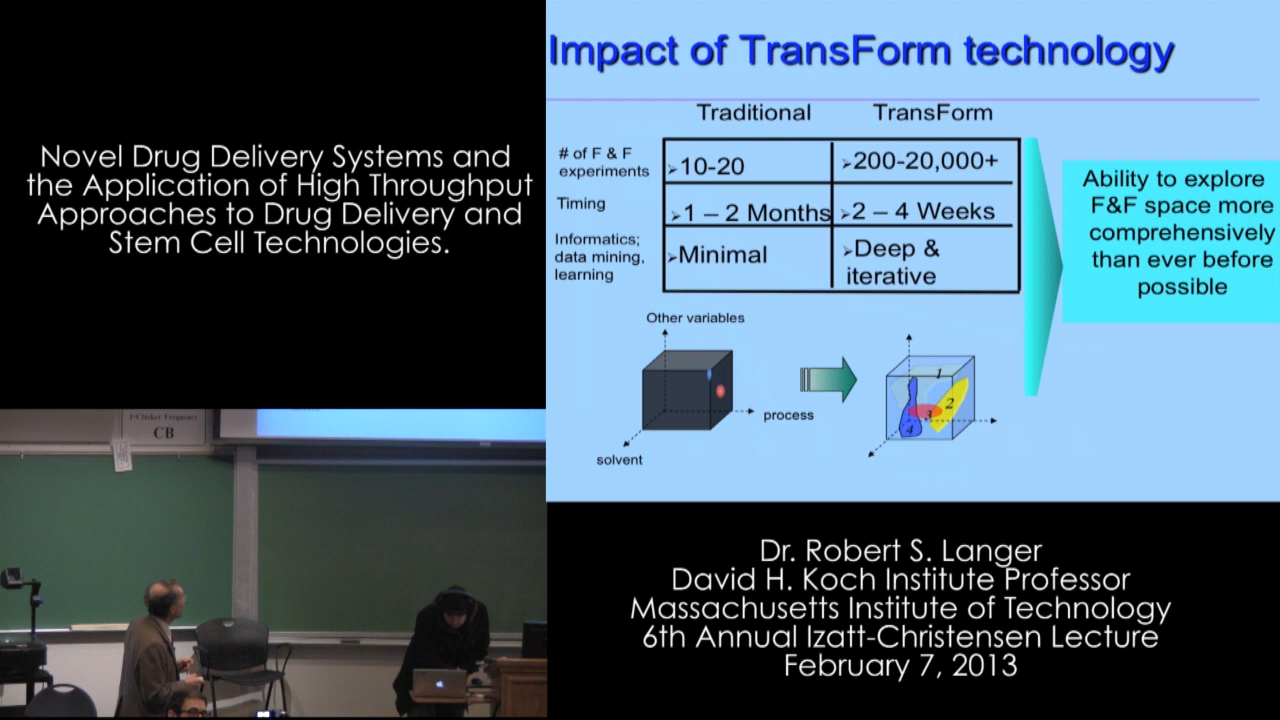 Novel Drug Delivery Systems and
the Application of High Throughput
Approaches to Drug Delivery and
Stem Cell Technologies.
Impact of TransForm technology
Traditional TransForm
# of F & F
experiments
➢10-20
➢200-20,000+
Timing
➢1 – 2 Months
➢2 – 4 Weeks
Informatics;
data mining,
learning
➢Minimal
➢Deep &
iterative
Ability to explore
F&F space more
comprehensively
than ever before
possible
Other variables
process
solvent
1
2
3
4
I-Clicker Frequency
CB
Dr. Robert S. Langer
David H. Koch Institute Professor
Massachusetts Institute of Technology
6th Annual Izatt-Christensen Lecture
February 7, 2013